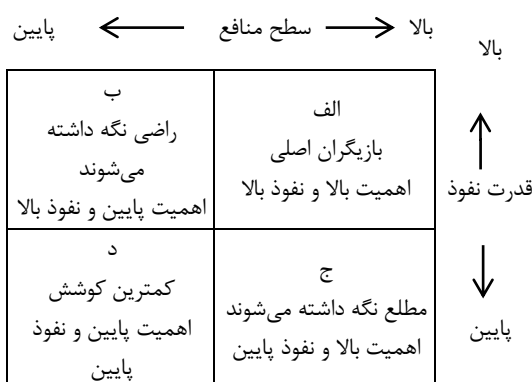 بالا
سطح منافع
پایین
بالا
قدرت نفوذ
پایین
الف
بازیگران اصلی
اهمیت بالا و نفوذ بالا
ب
راضی نگه داشته
می‌شوند
اهمیت پایین و نفوذ بالا
ج
مطلع نگه داشته می‌شوند
اهمیت بالا و نفوذ پایین
د
کمترین کوشش
اهمیت پایین و نفوذ
پایین